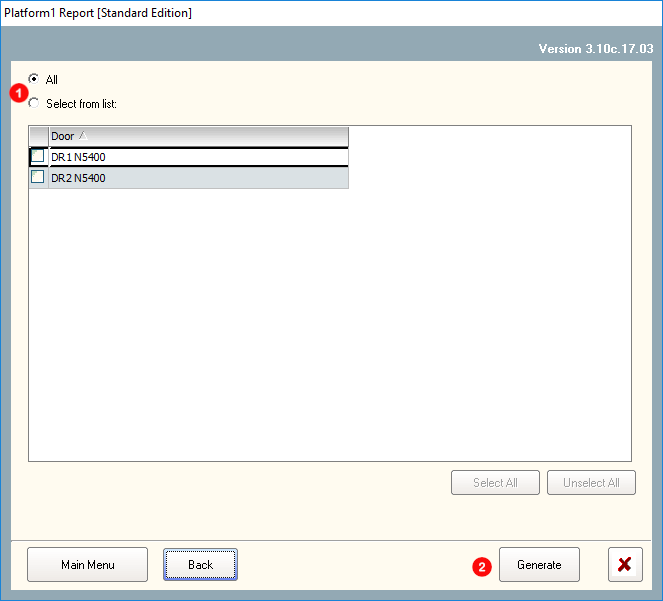 Platform1 Report [Standard Edition]
Version 3.10c.17.03
All
1
Select from list:
Door
DR1 N5400
DR2 N5400
Select All
Unselect All
Main Menu
Back
2
Generate